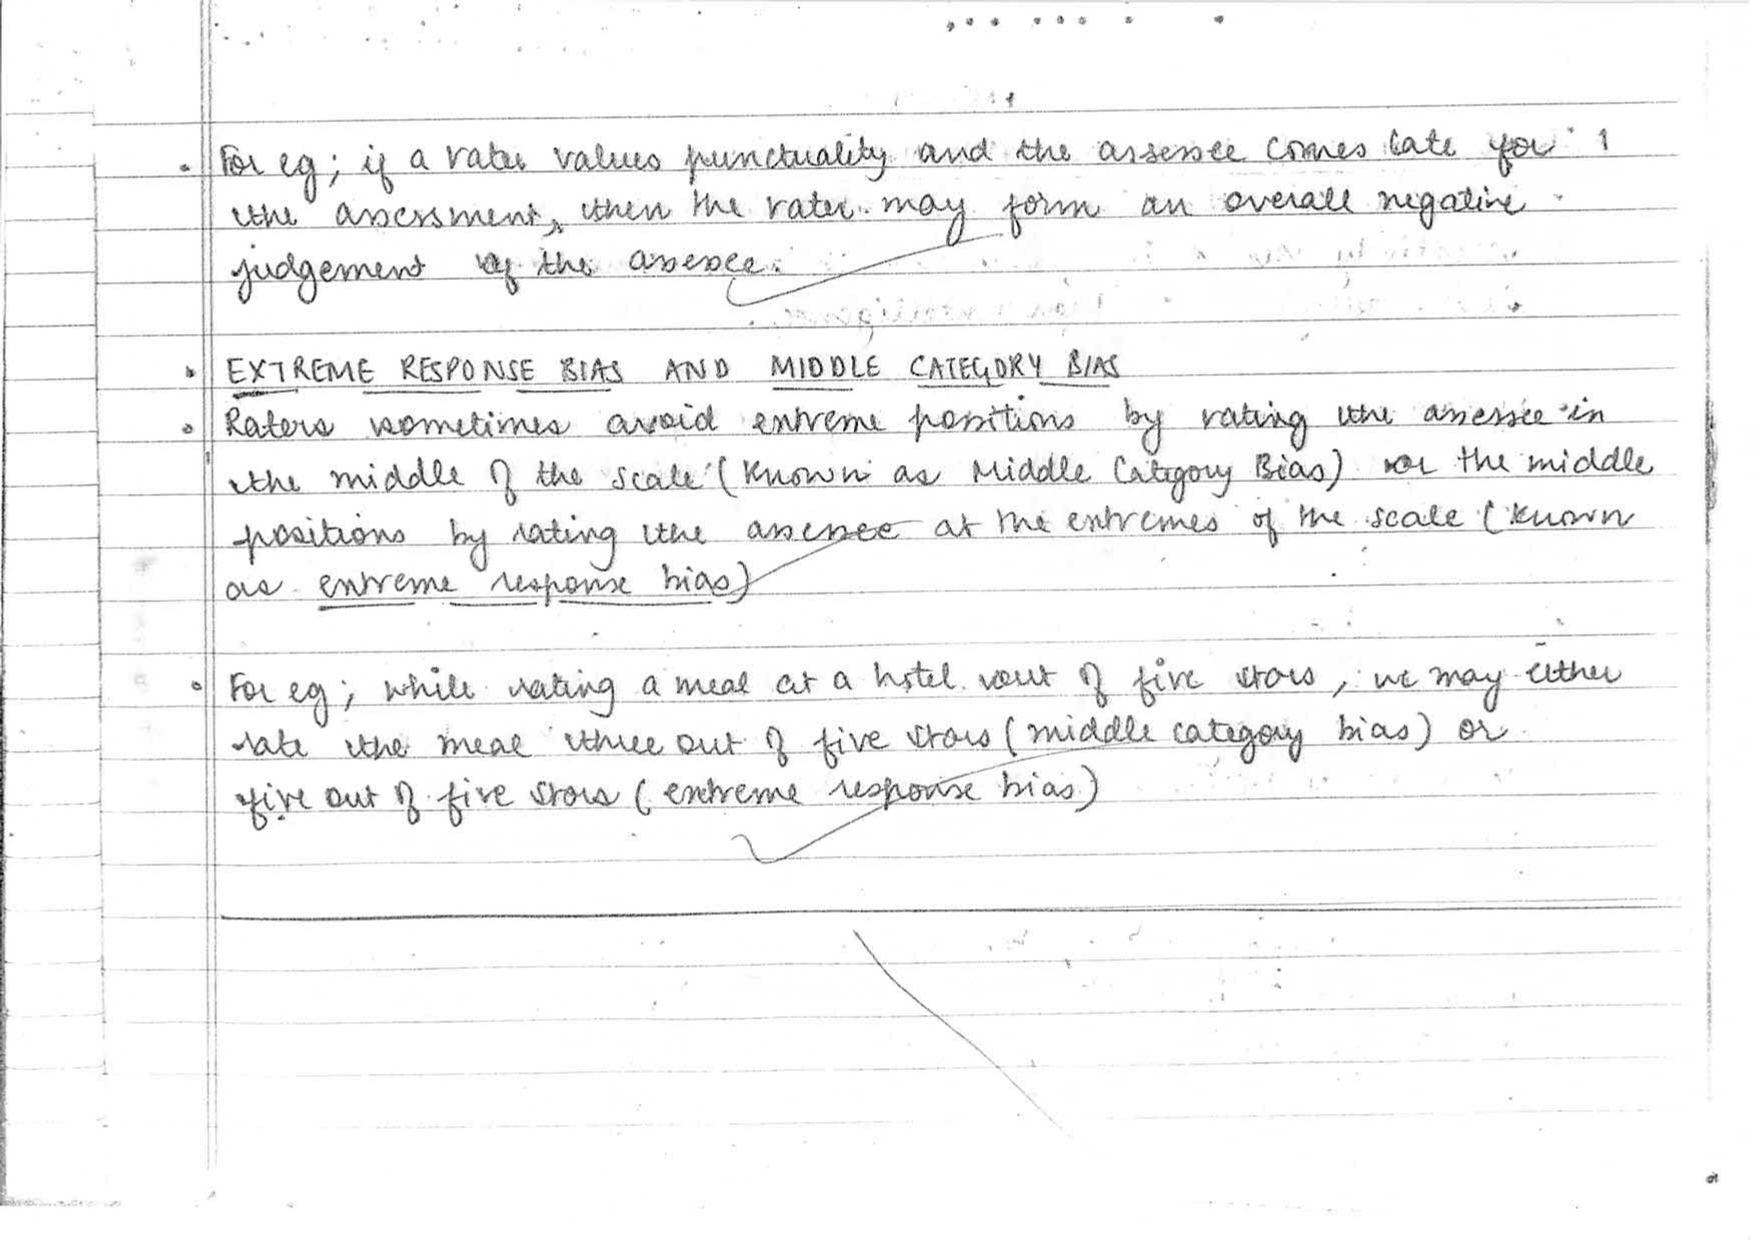 • For eg; if a rater values punctuality and the assessee comes late for
the assessment, then the rater may form an overall negative
judgement of the assessee.
• EXTREME RESPONSE BIAS AND MIDDLE CATEGORY BIAS
• Raters sometimes avoid extreme positions by rating the assessee in
the middle of the scale (Known as Middle Category Bias) or the middle
positions by rating the assessee at the extremes of the scale (Known
as extreme response bias)
• For eg; while rating a meal at a hotel out of five stars, we may either
rate the meal three out of five stars (middle category bias) or
five out of five stars (extreme response bias)